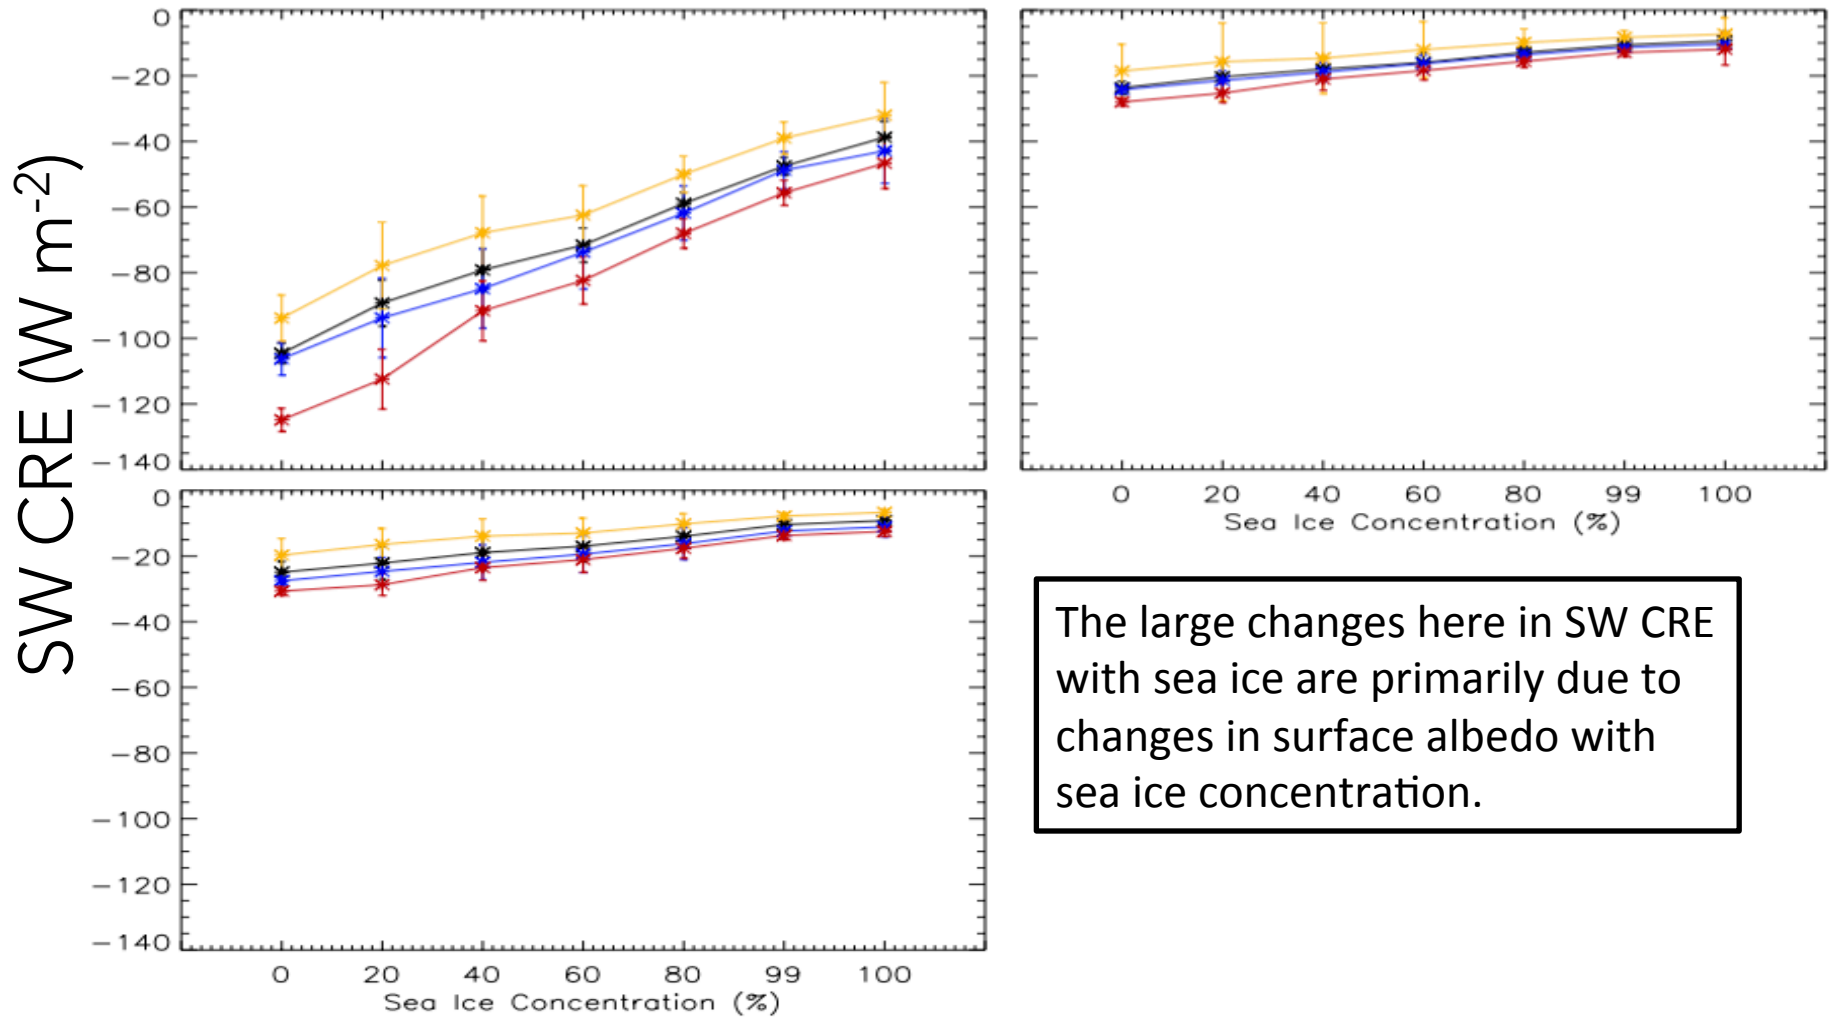 SW CRE (W m-2)
0
−20
−40
−60
−80
−100
−120
−140
0
−20
−40
−60
−80
−100
−120
−140
0 20 40 60 80 99 100
Sea Ice Concentration (%)
0 20 40 60 80 99 100
Sea Ice Concentration (%)
The large changes here in SW CRE
with sea ice are primarily due to
changes in surface albedo with
sea ice concentration.